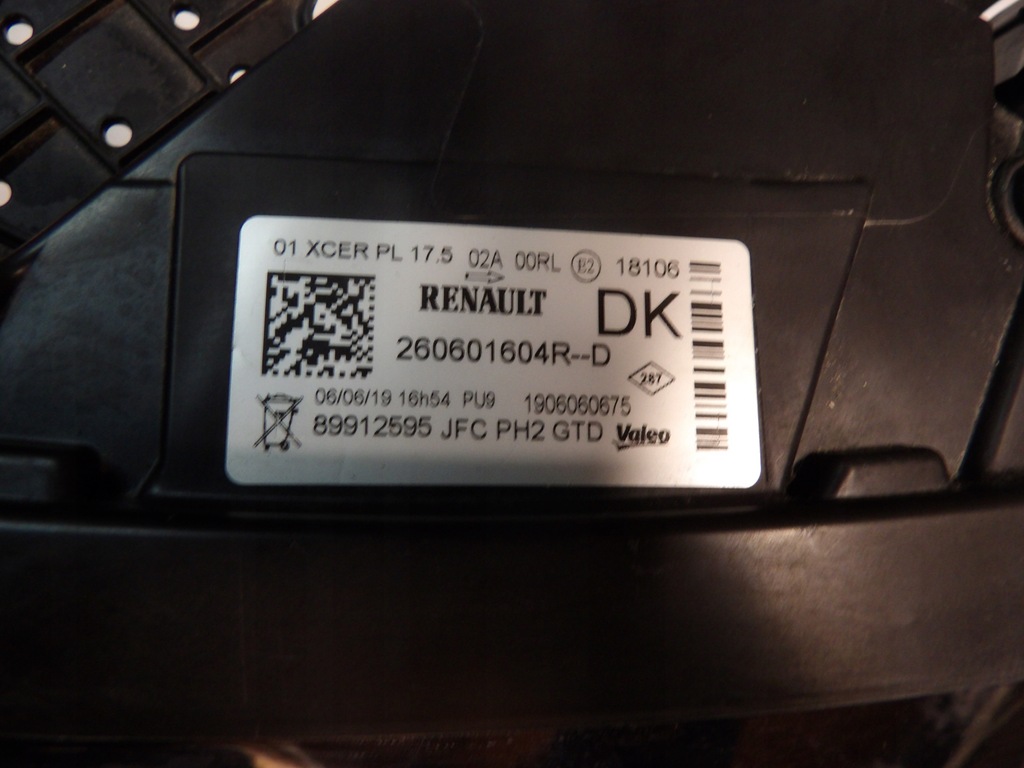 01 XCER PL 17.5 02A 00RL E2 18106
RENAULT DK
260601604R--D
287
06/06/19 16h54 PU9 1906060675
89912595 JFC PH2 GTD Valeo